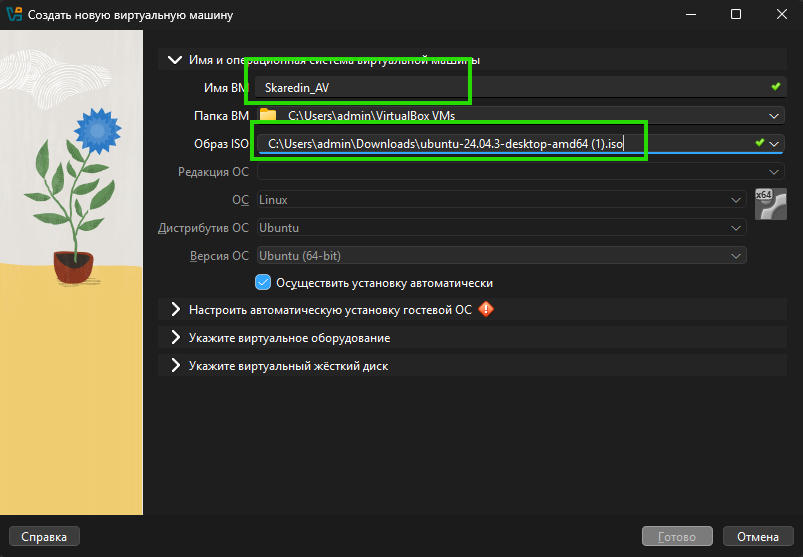 Создать новую виртуальную машину
Имя и операционная система виртуальной машины
Имя ВМ Skaredin_AV
Папка ВМ C:\Users\admin\VirtualBox VMs
Образ ISO C:\Users\admin\Downloads\ubuntu-24.04.3-desktop-amd64 (1).iso
Редакция ОС
ОС Linux x64
Дистрибутив ОС Ubuntu
Версия ОС Ubuntu (64-bit)
Осуществить установку автоматически
Настроить автоматическую установку гостевой ОС
Укажите виртуальное оборудование
Укажите виртуальный жёсткий диск
Справка Готово Отмена